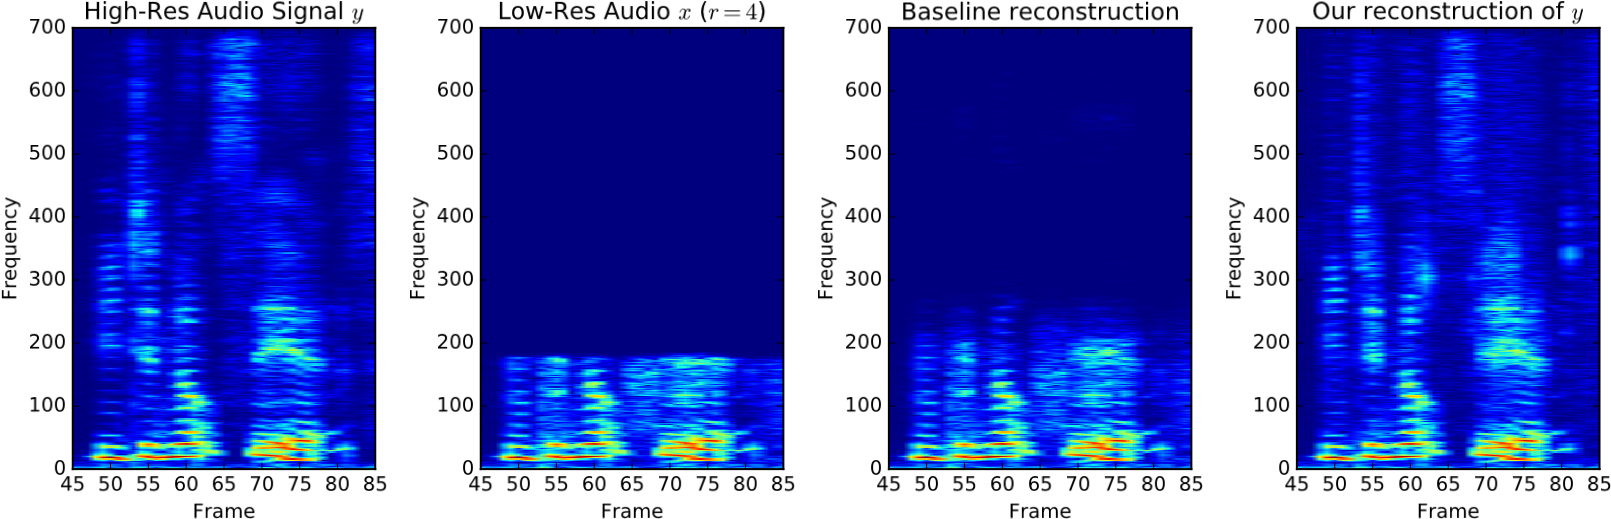 High-Res Audio Signal y
700
600
500
400
300
200
100
0
Frequency
45 50 55 60 65 70 75 80 85
Frame
Low-Res Audio x (r = 4)
700
600
500
400
300
200
100
0
Frequency
45 50 55 60 65 70 75 80 85
Frame
Baseline reconstruction
700
600
500
400
300
200
100
0
Frequency
45 50 55 60 65 70 75 80 85
Frame
Our reconstruction of y
700
600
500
400
300
200
100
0
Frequency
45 50 55 60 65 70 75 80 85
Frame